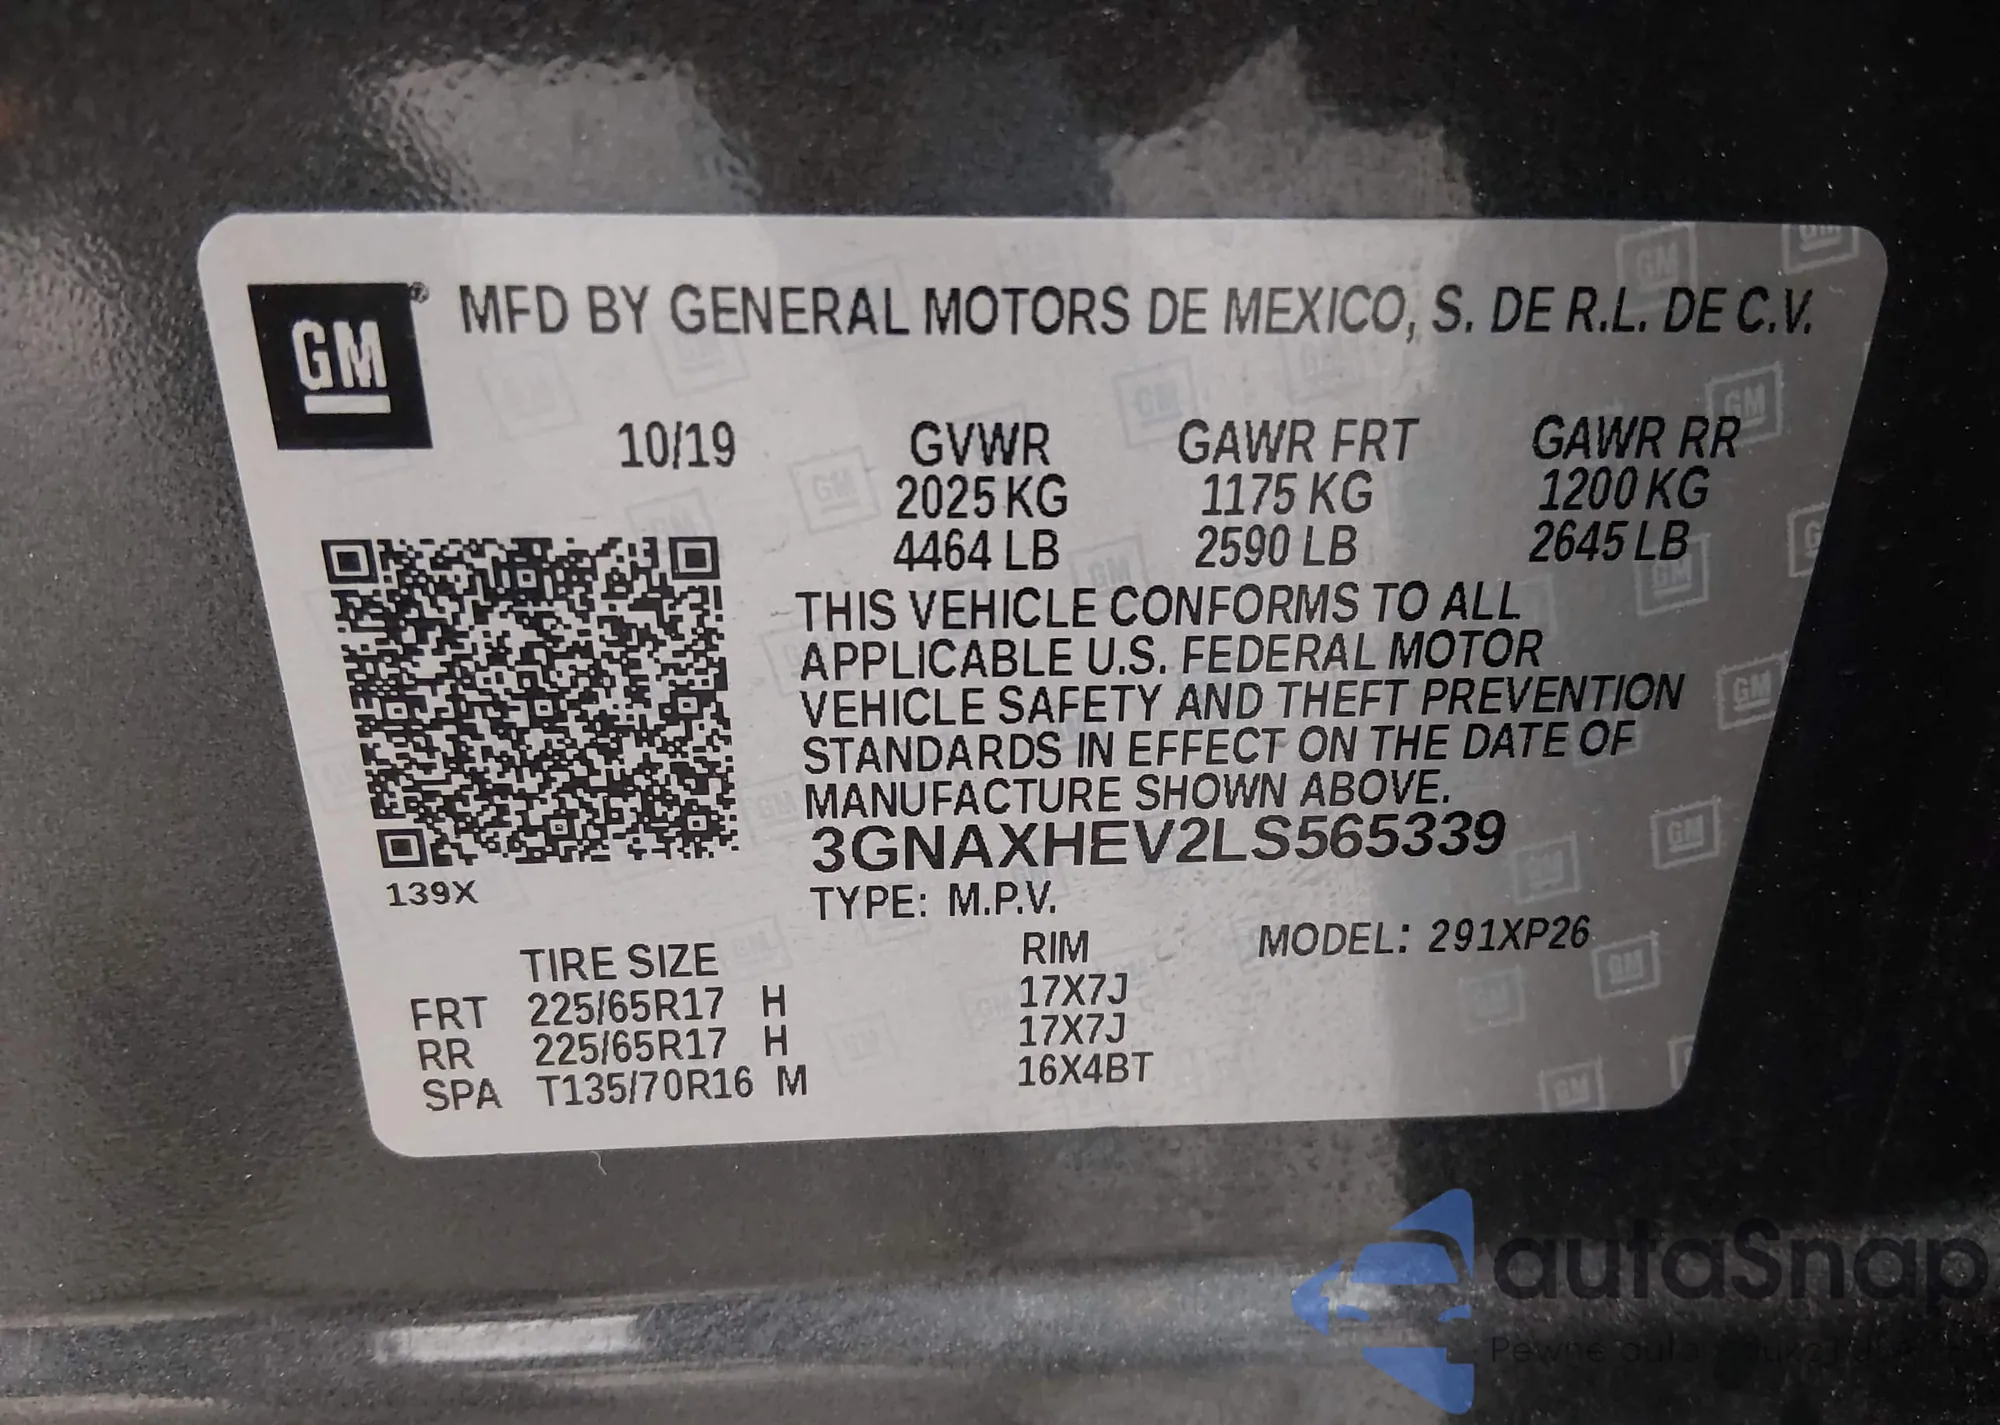 GM ® MFD BY GENERAL MOTORS DE MEXICO, S. DE R.L. DE C.V.
10/19 GVWR GAWR FRT GAWR RR
2025 KG 1175 KG 1200 KG
4464 LB 2590 LB 2645 LB
THIS VEHICLE CONFORMS TO ALL
APPLICABLE U.S. FEDERAL MOTOR
VEHICLE SAFETY AND THEFT PREVENTION
STANDARDS IN EFFECT ON THE DATE OF
MANUFACTURE SHOWN ABOVE.
3GNAXHEV2LS565339
139X
TYPE: M.P.V.
TIRE SIZE RIM MODEL: 291XP26
FRT 225/65R17 H 17X7J
RR 225/65R17 H 17X7J
SPA T135/70R16 M 16X4BT
autaSnap
Pewne auta